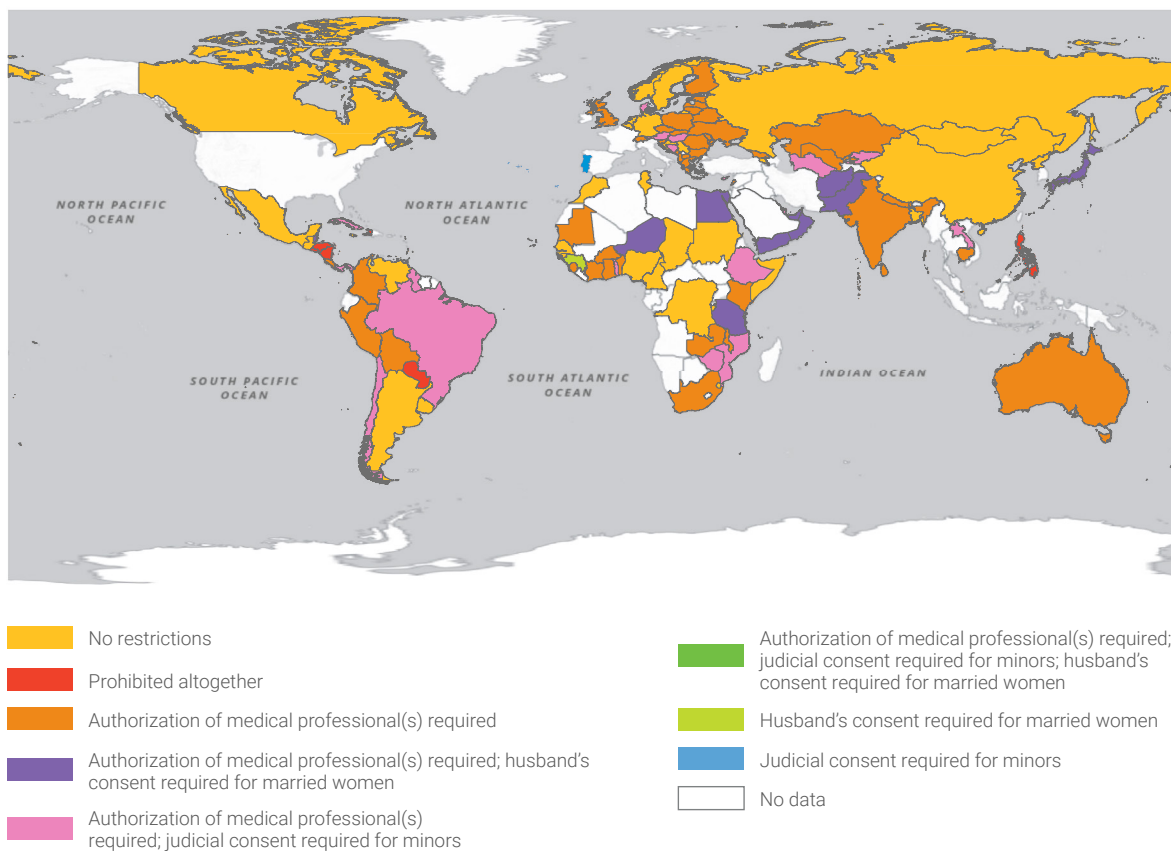 NORTH PACIFIC
OCEAN
NORTH ATLANTIC
OCEAN
SOUTH PACIFIC
OCEAN
SOUTH ATLANTIC
OCEAN
INDIAN OCEAN
No restrictions
Prohibited altogether
Authorization of medical professional(s) required
Authorization of medical professional(s) required; husband's
consent required for married women
Authorization of medical professional(s)
required; judicial consent required for minors
Authorization of medical professional(s) required;
judicial consent required for minors; husband's
consent required for married women
Husband's consent required for married women
Judicial consent required for minors
No data